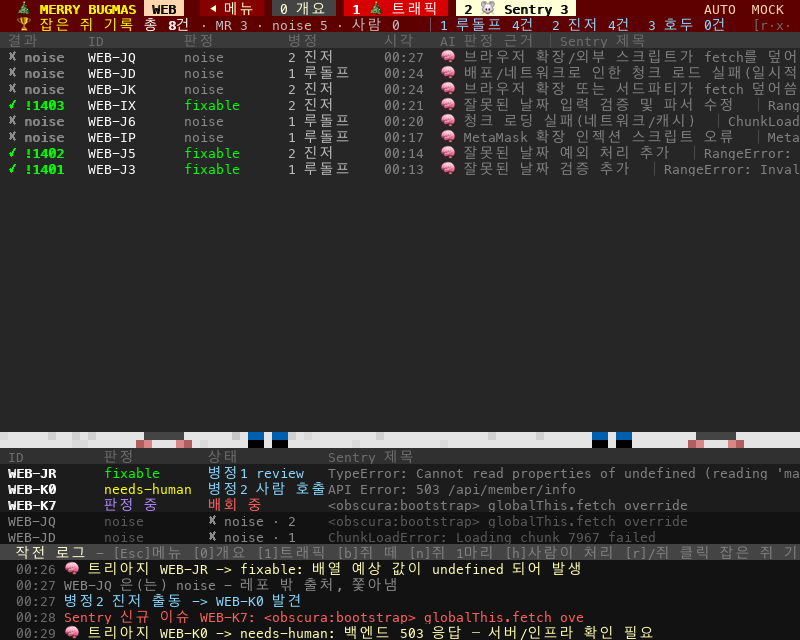 🎄 MERRY BUGMAS WEB ◂ 메뉴 0 개요 1 🎄 트래픽 2 🐭 Sentry 3 AUTO MOCK
🏆 잡은 쥐 기록 총 8건 · MR 3 · noise 5 · 사람 0 │1 루돌프 4건 2 진저 4건 3 호두 0건 [r·x·
결과 ID 판정 병정 시각 AI 판정 근거 │Sentry 제목
✗ noise WEB-JQ noise 2 진저 00:27 🧠 브라우저 확장/외부 스크립트가 fetch를 덮어
✗ noise WEB-JD noise 1 루돌프 00:24 🧠 배포/네트워크로 인한 청크 로드 실패(일시적
✗ noise WEB-JK noise 2 진저 00:24 🧠 브라우저 확장 또는 서드파티가 fetch 덮어씀
✓ !1403 WEB-IX fixable 2 진저 00:21 🧠 잘못된 날짜 입력 검증 및 파서 수정 │ Rang
✗ noise WEB-J6 noise 1 루돌프 00:20 🧠 청크 로딩 실패(네트워크/캐시) │ ChunkLoad
✗ noise WEB-IP noise 1 루돌프 00:17 🧠 MetaMask 확장 인젝션 스크립트 오류 │ Meta
✓ !1402 WEB-J5 fixable 2 진저 00:14 🧠 잘못된 날짜 예외 처리 추가 │ RangeError:
✓ !1401 WEB-J3 fixable 1 루돌프 00:13 🧠 잘못된 날짜 검증 추가 │ RangeError: Inval
ID 판정 상태 Sentry 제목
WEB-JR fixable 병정1 review TypeError: Cannot read properties of undefined (reading 'ma
WEB-K0 needs-human 병정2 사람 호출 API Error: 503 /api/member/info
WEB-K7 판정 중 배회 중 <obscura:bootstrap> globalThis.fetch override
WEB-JQ noise ✗ noise · 2 <obscura:bootstrap> globalThis.fetch override
WEB-JD noise ✗ noise · 1 ChunkLoadError: Loading chunk 7967 failed
작전 로그 — [Esc]메뉴 [0]개요 [1]트래픽 [b]쥐 떼 [n]쥐 1마리 [h]사람이 처리 [r]/쥐 클릭 잡은 쥐 기
00:26 🧠 트리아지 WEB-JR -> fixable: 배열 예상 값이 undefined 되어 발생
00:27 WEB-JQ 은(는) noise — 레포 밖 출처, 쫓아냄
00:27 병정2 진저 출동 -> WEB-K0 발견
00:28 Sentry 신규 이슈 WEB-K7: <obscura:bootstrap> globalThis.fetch ove
00:29 🧠 트리아지 WEB-K0 -> needs-human: 백엔드 503 응답 — 서버/인프라 확인 필요